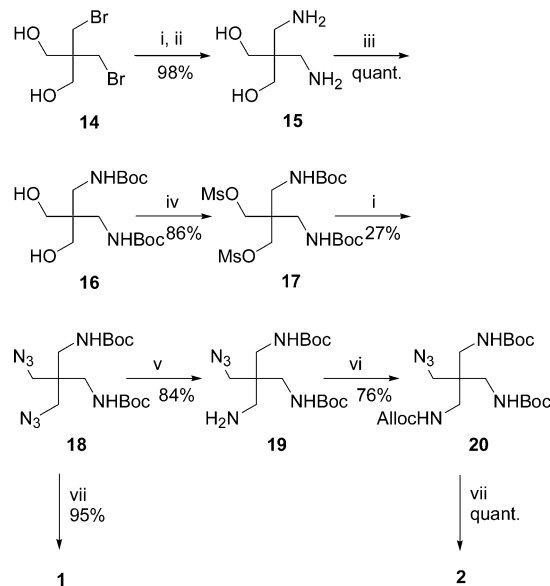 Br NH2
HO i, ii HO iii
Br 98% NH2 quant.
HO HO
14 15
NHBoc NHBoc
HO iv MsO i
NHBoc 86% NHBoc 27%
HO MsO
16 17
NHBoc NHBoc NHBoc
N3 v N3 vi N3
NHBoc 84% NHBoc 76% NHBoc
N3 H2N AllocHN
18 19 20
vii vii
95% quant.
1 2